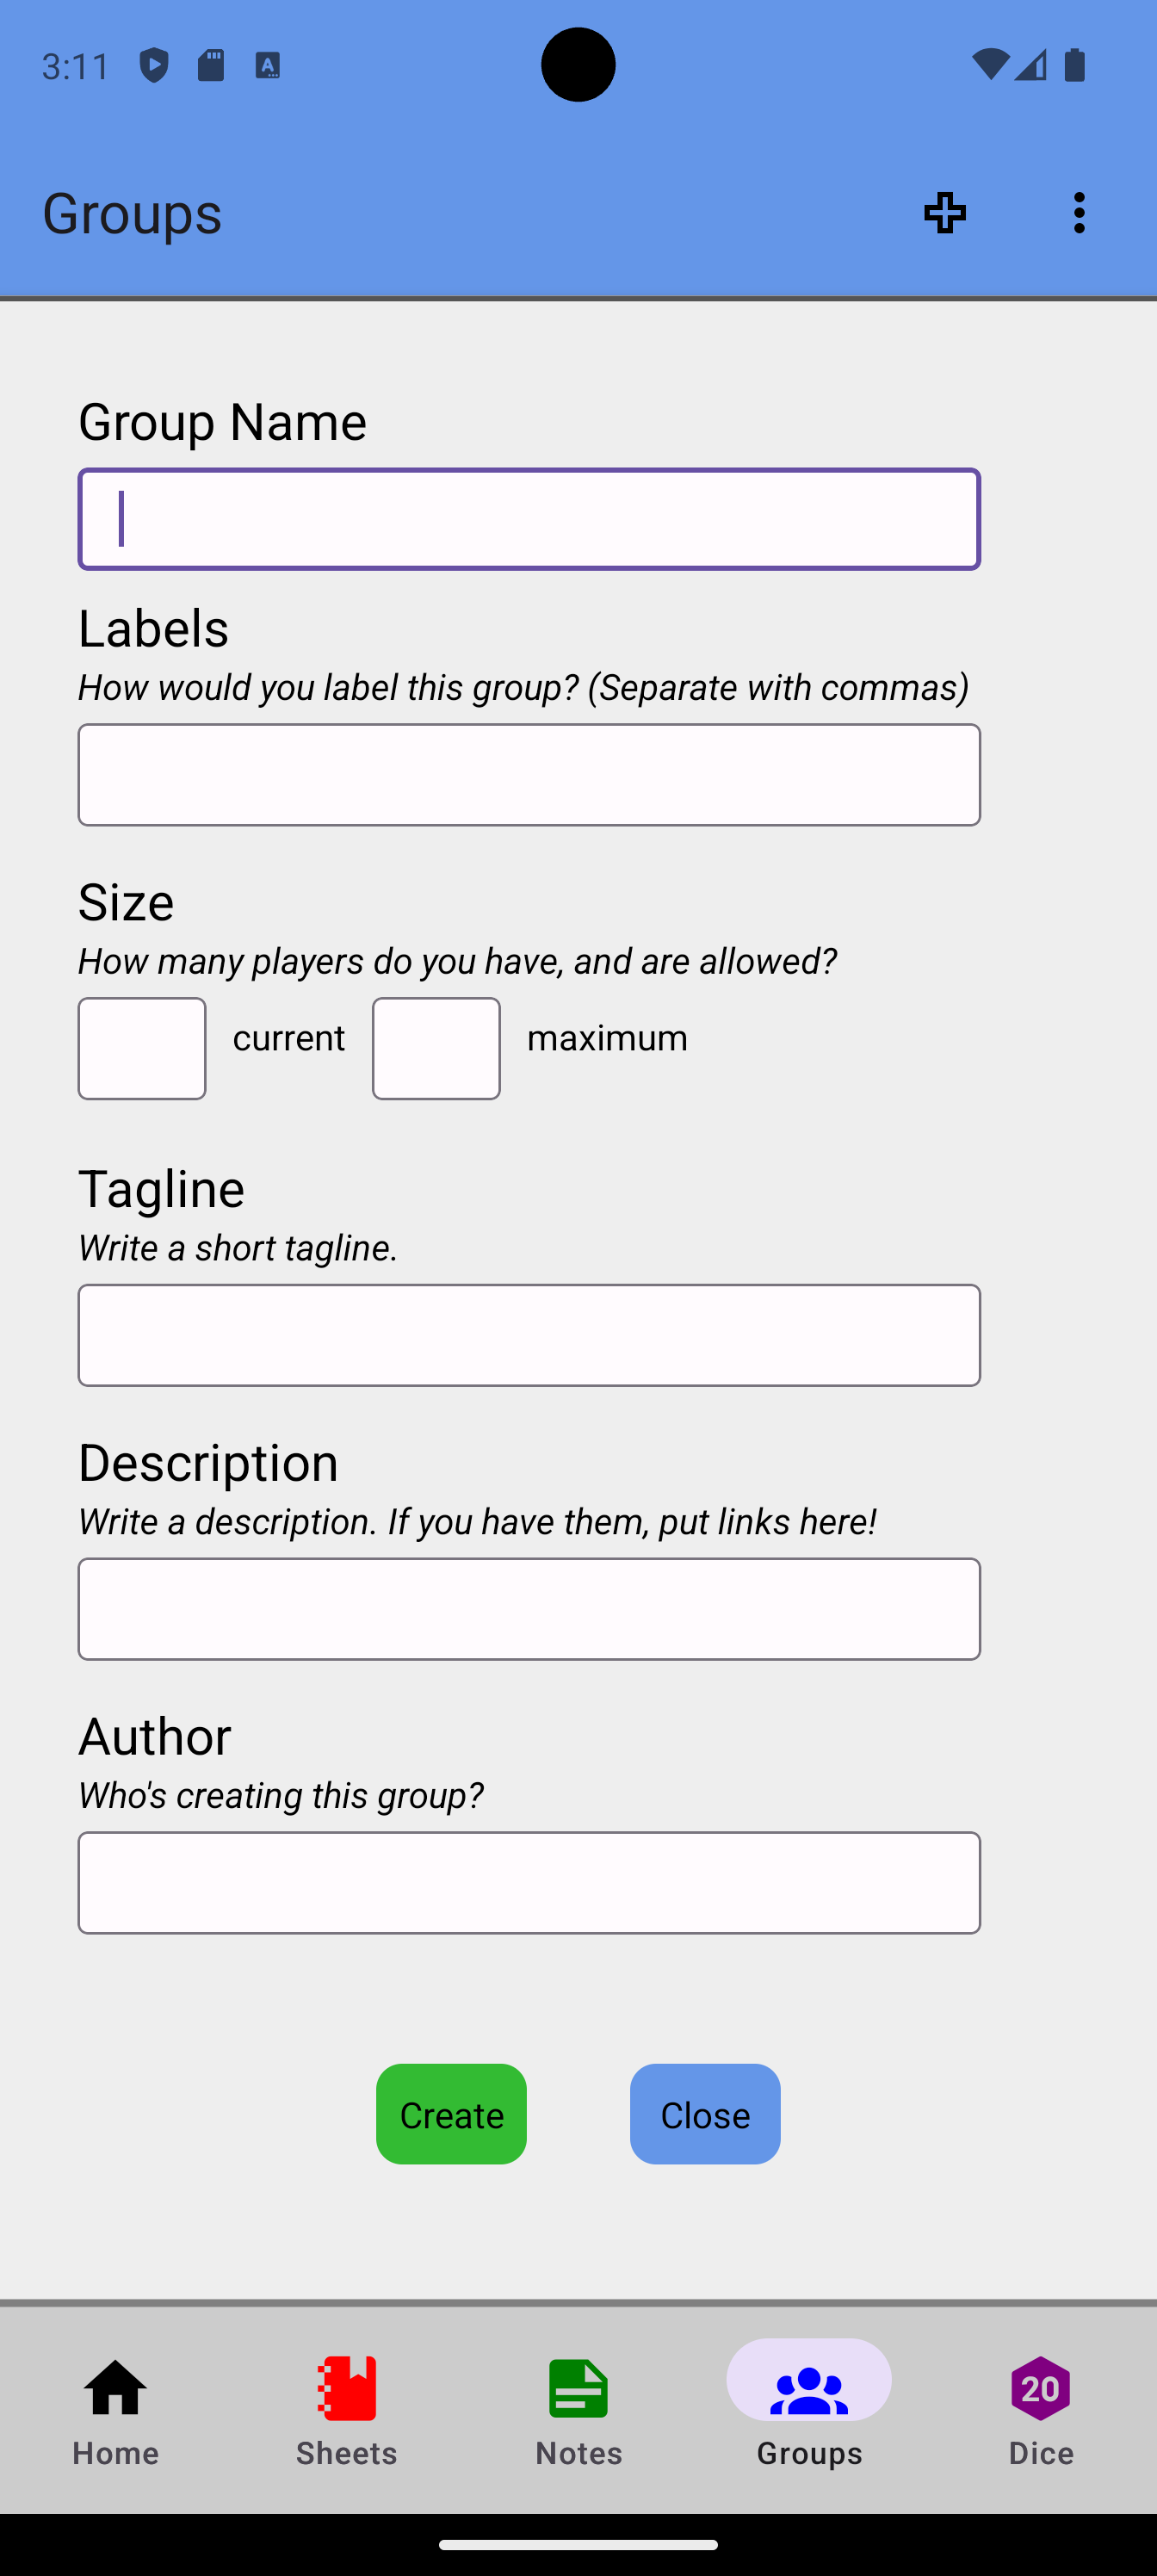 3:11
Groups
Group Name
Labels
How would you label this group? (Separate with commas)
Size
How many players do you have, and are allowed?
current maximum
Tagline
Write a short tagline.
Description
Write a description. If you have them, put links here!
Author
Who's creating this group?
Create Close
20
Home Sheets Notes Groups Dice